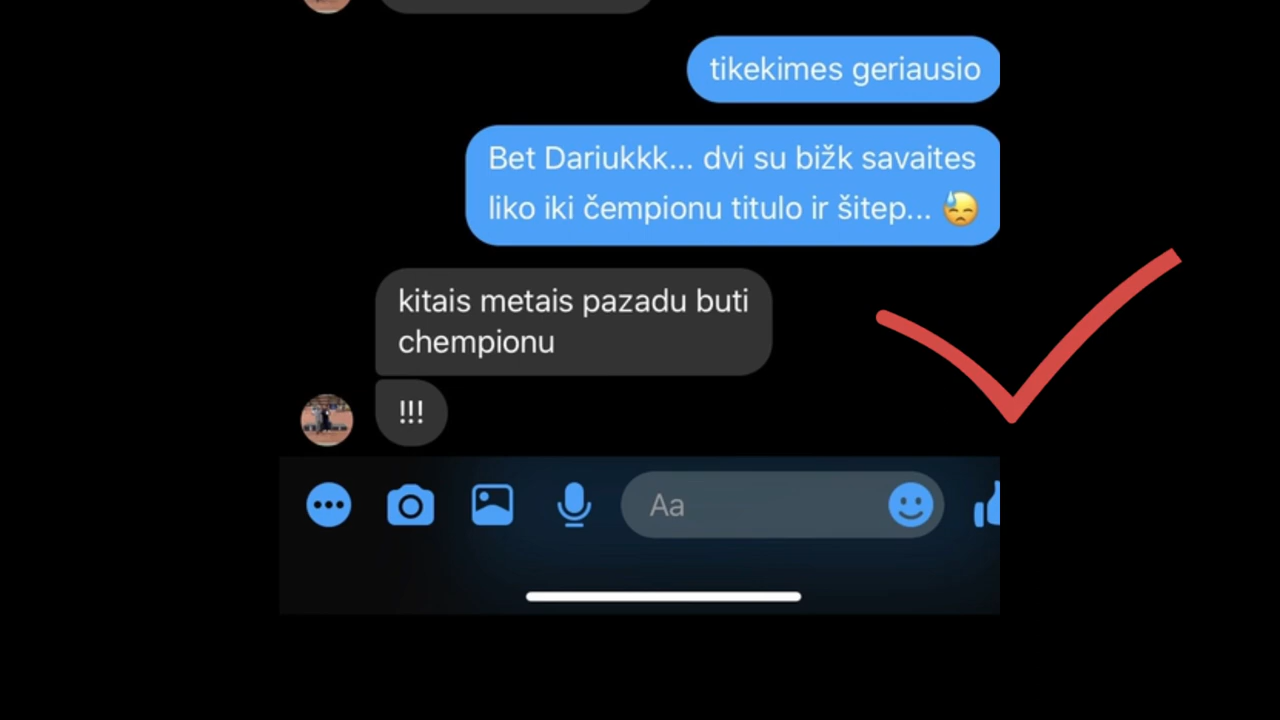 tikekimes geriausio
Bet Dariukkk... dvi su bižk savaites
liko iki čempionu titulo ir šitep... 😓
kitais metais pazadu buti
chempionu
!!!
Aa